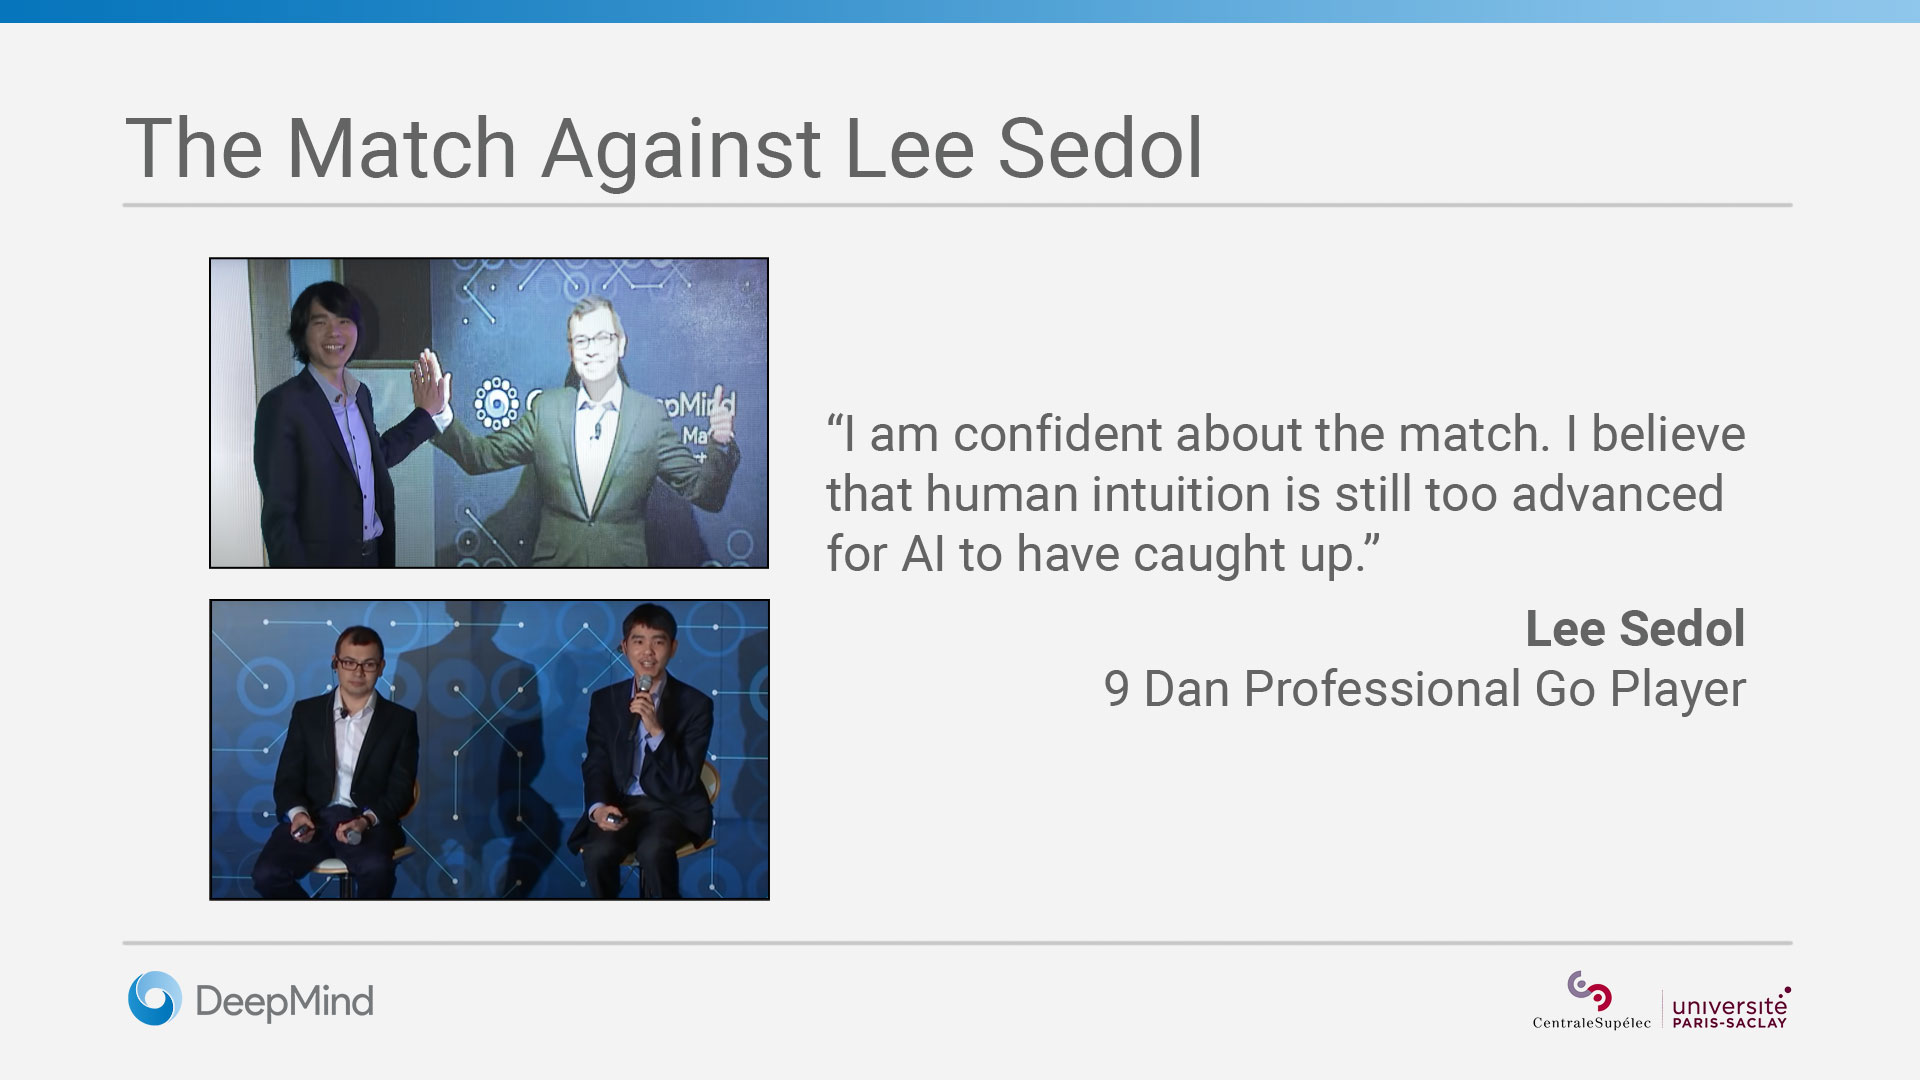 The Match Against Lee Sedol
“I am confident about the match. I believe
that human intuition is still too advanced
for AI to have caught up.”
Lee Sedol
9 Dan Professional Go Player
DeepMind
CentraleSupélec
université
PARIS-SACLAY